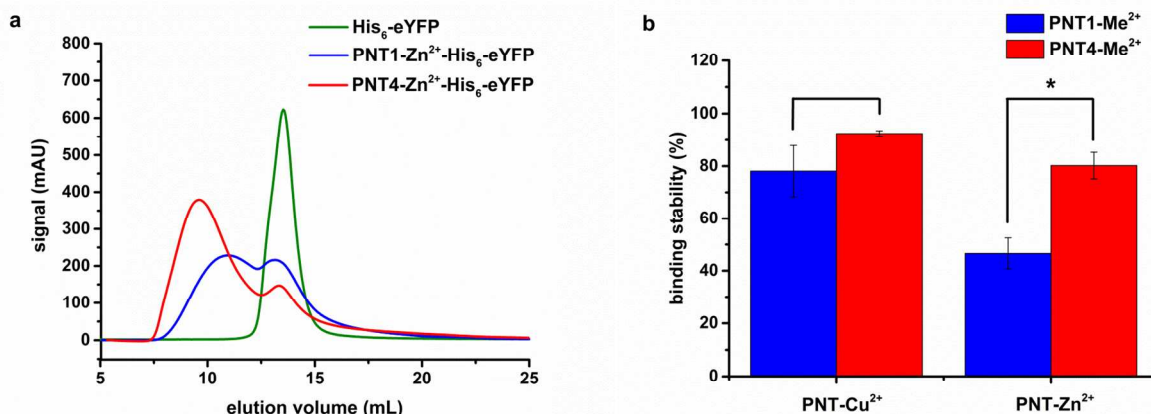 a
His₆-eYFP
PNT1-Zn²⁺-His₆-eYFP
PNT4-Zn²⁺-His₆-eYFP
800
700
600
500
400
300
200
100
0
signal (mAU)
5 10 15 20 25
elution volume (mL)
b
PNT1-Me²⁺
PNT4-Me²⁺
*
120
100
80
60
40
20
120
binding stability (%)
PNT-Cu²⁺ PNT-Zn²⁺